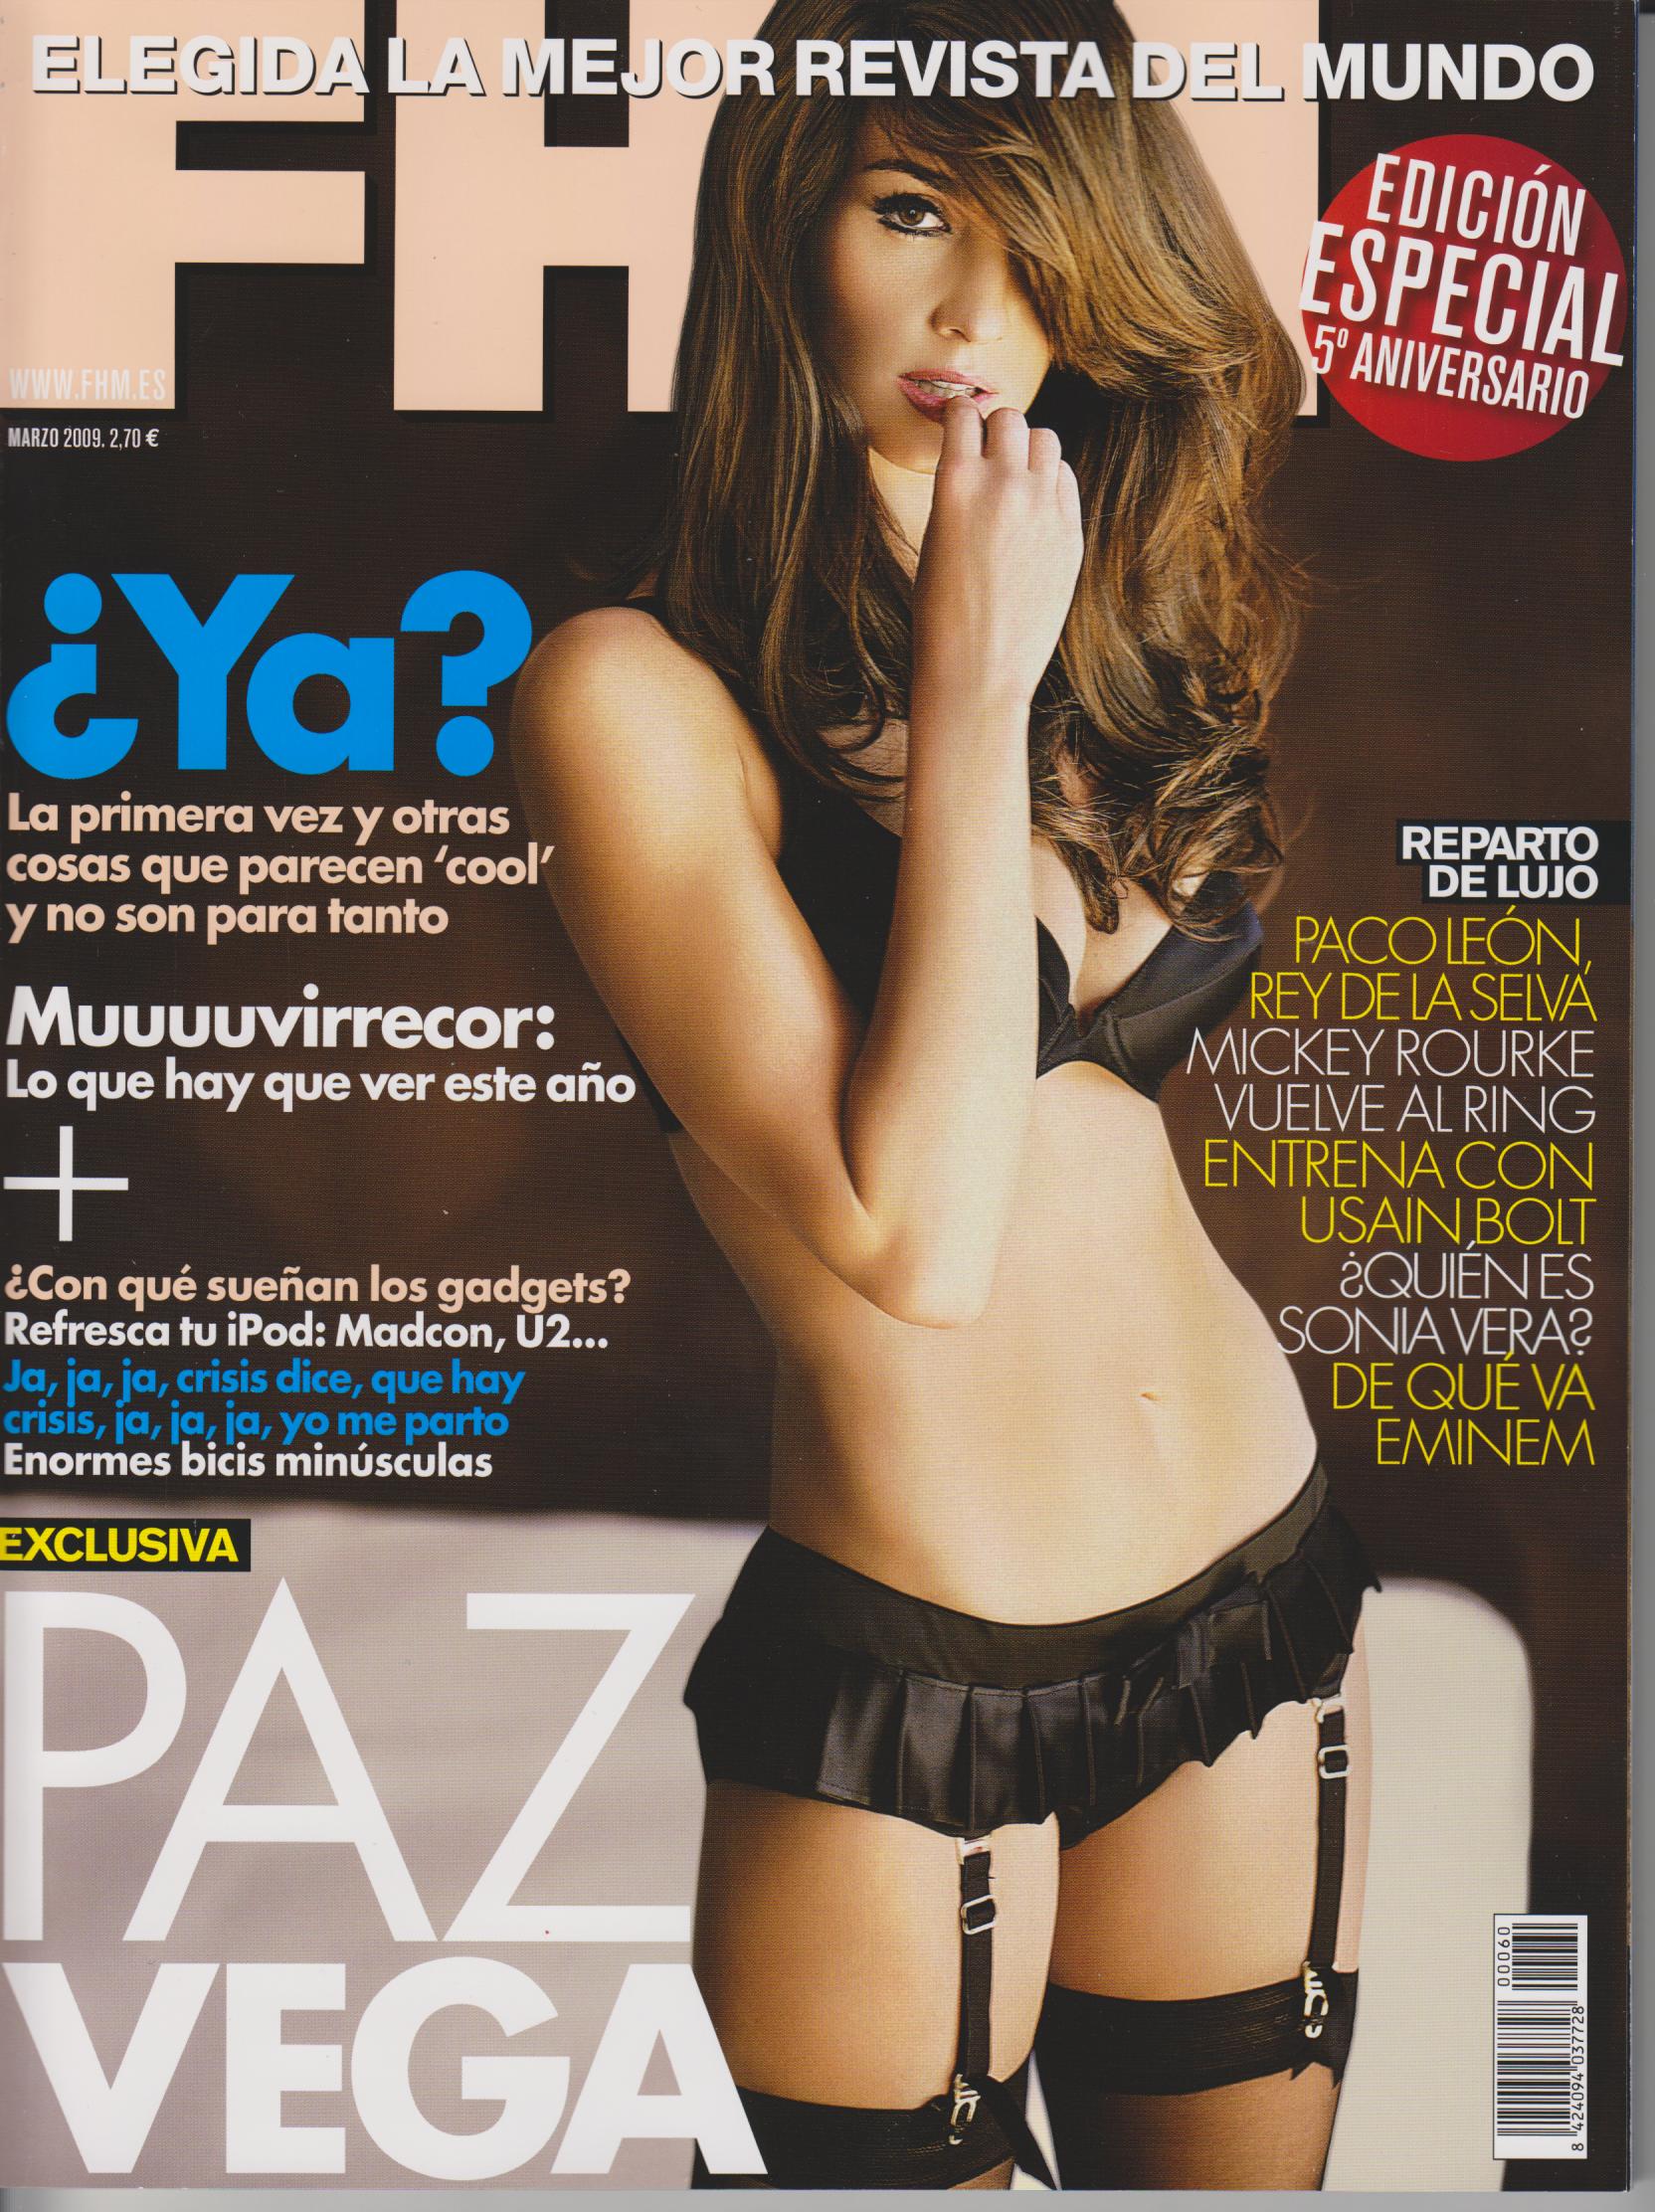 ELEGIDA LA MEJOR REVISTA DEL MUNDO
FHM
WWW.FHM.ES
MARZO 2009. 2,70 €
EDICIÓN
ESPECIAL
5º ANIVERSARIO
¿Ya?
La primera vez y otras
cosas que parecen ‘cool’
y no son para tanto
Muuuuvirrecor:
Lo que hay que ver este año
+
¿Con qué sueñan los gadgets?
Refresca tu iPod: Madcon, U2...
Ja, ja, ja, crisis dice, que hay
crisis, ja, ja, ja, yo me parto
Enormes bicis minúsculas
REPARTO
DE LUJO
PACO LEÓN,
REY DE LA SELVA
MICKEY ROURKE
VUELVE AL RING
ENTRENA CON
USAIN BOLT
¿QUIÉN ES
SONIA VERA?
DE QUÉ VA
EMINEM
EXCLUSIVA
PAZ
VEGA
00060
8 424094 037728